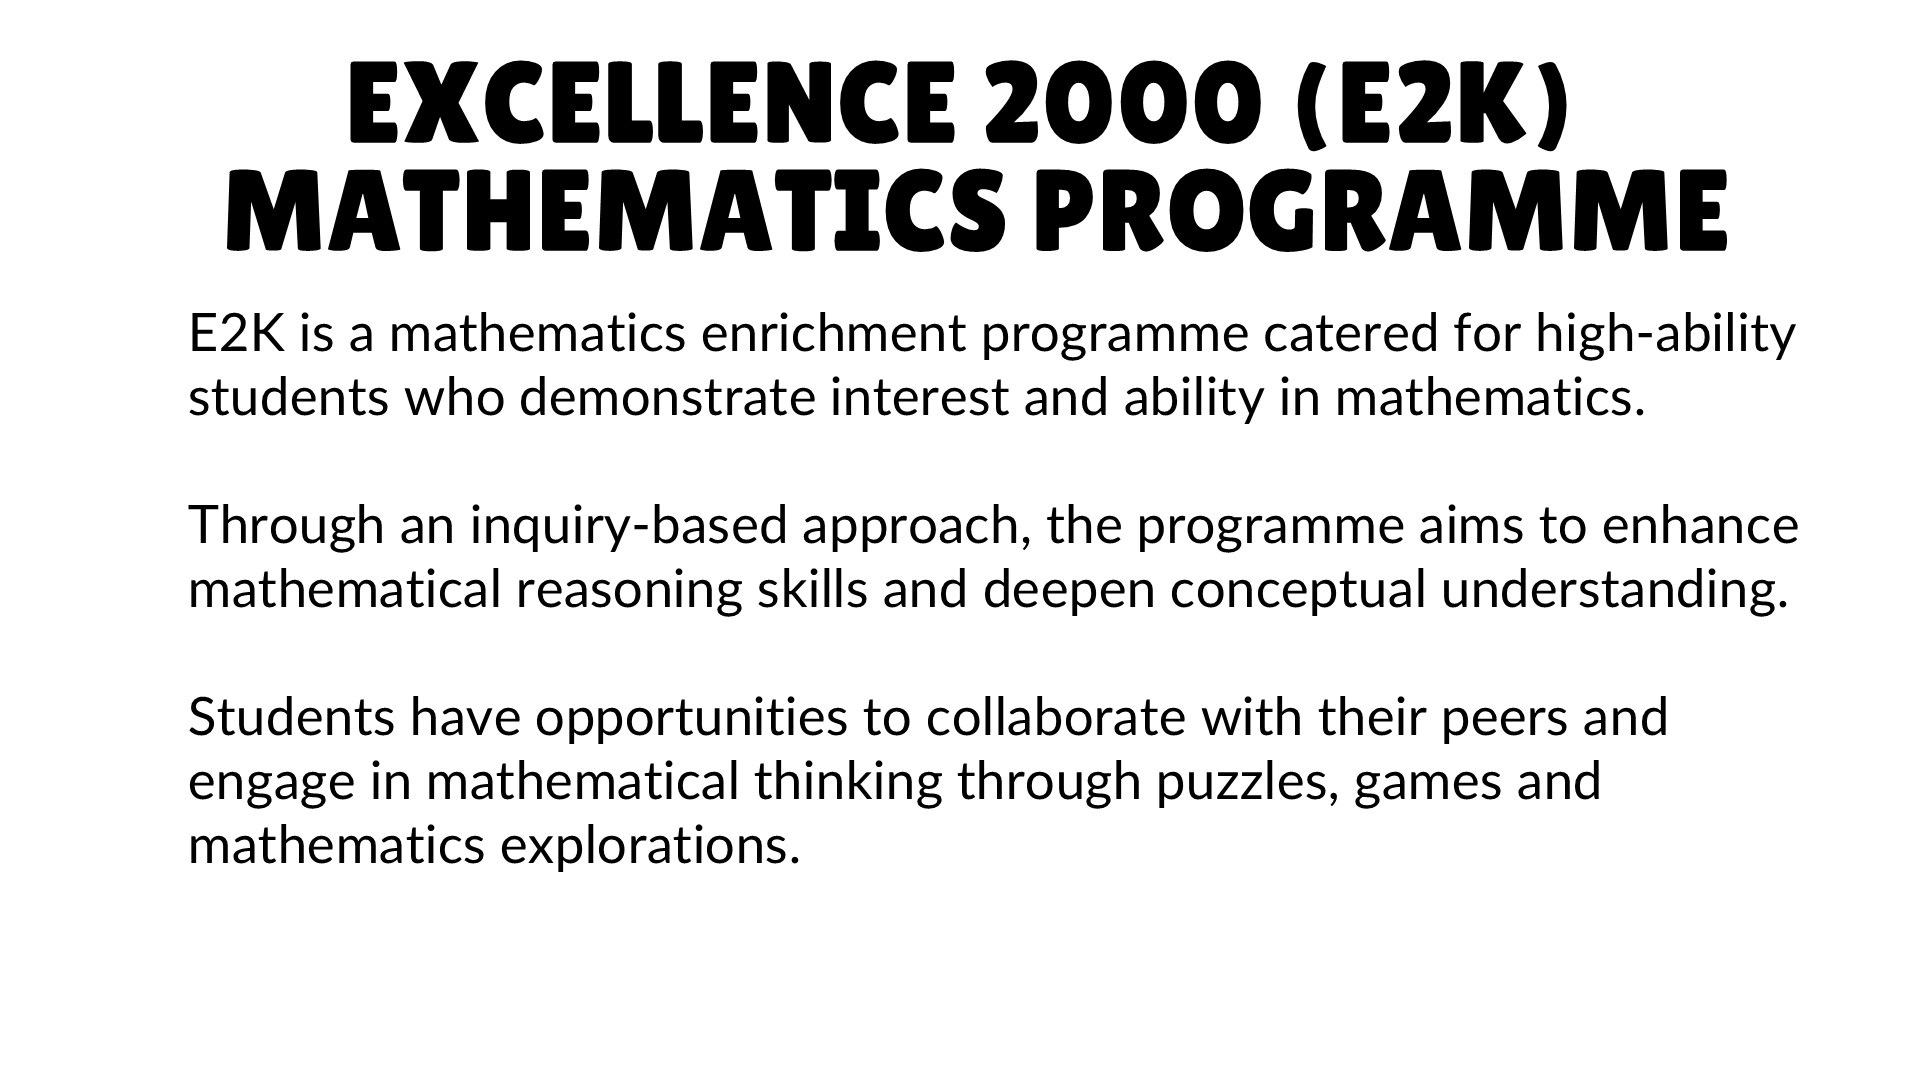 EXCELLENCE 2000 (E2K)
MATHEMATICS PROGRAMME
E2K is a mathematics enrichment programme catered for high-ability
students who demonstrate interest and ability in mathematics.
Through an inquiry-based approach, the programme aims to enhance
mathematical reasoning skills and deepen conceptual understanding.
Students have opportunities to collaborate with their peers and
engage in mathematical thinking through puzzles, games and
mathematics explorations.